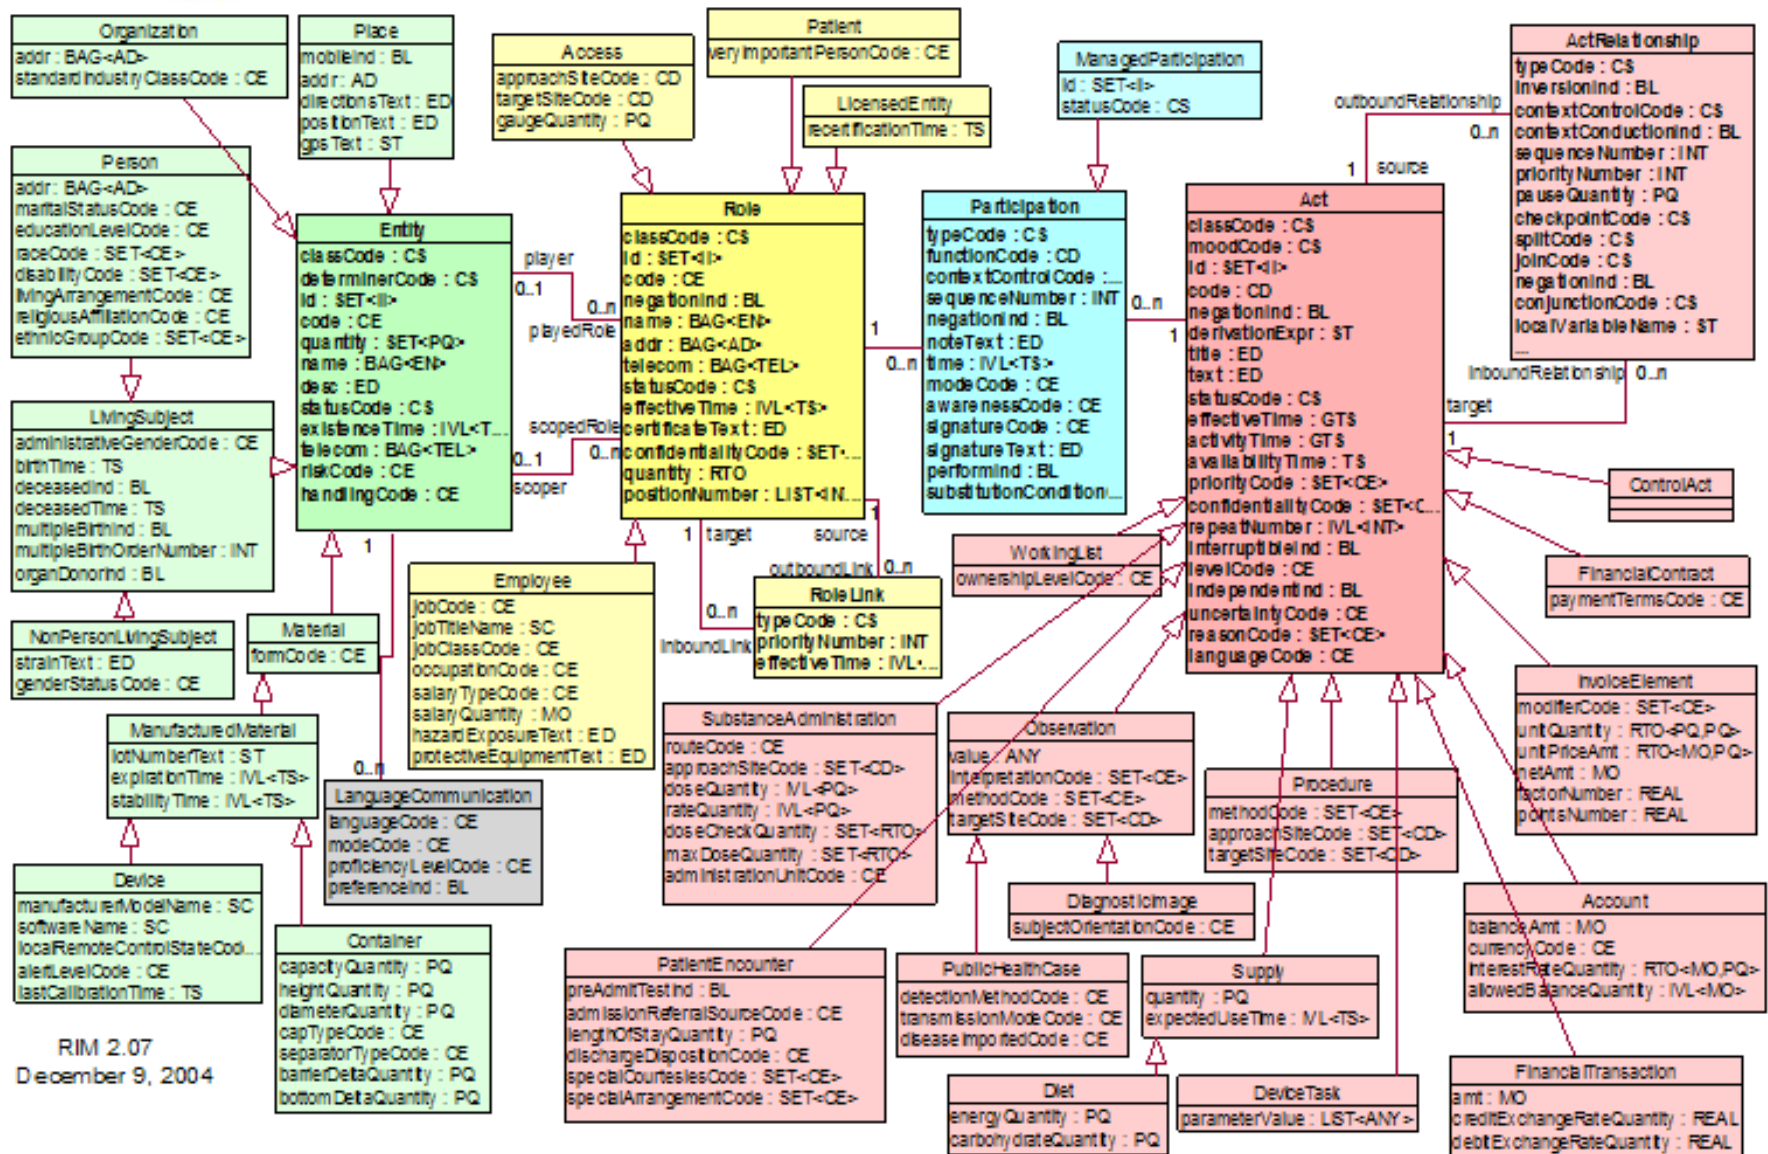 Organization
addr : BAG<AD>
standardIndustryClassCode : CE
Place
mobileInd : BL
addr : AD
directionsText : ED
positionText : ED
gpsText : ST
Access
approachSiteCode : CD
targetSiteCode : CD
gaugeQuantity : PQ
Patient
veryImportantPersonCode : CE
LicensedEntity
recertificationTime : TS
ManagedParticipation
id : SET<II>
statusCode : CS
ActRelationship
typeCode : CS
inversionInd : BL
contextControlCode : CS
contextConductionInd : BL
sequenceNumber : INT
priorityNumber : INT
pauseQuantity : PQ
checkpointCode : CS
splitCode : CS
joinCode : CS
negationInd : BL
conjunctionCode : CS
localVariableName : ST
...
outboundRelationship
0..n
1
source
inboundRelationship
0..n
target
1
Person
addr : BAG<AD>
maritalStatusCode : CE
educationLevelCode : CE
raceCode : SET<CE>
disabilityCode : SET<CE>
livingArrangementCode : CE
religiousAffiliationCode : CE
ethnicGroupCode : SET<CE>
Entity
classCode : CS
determinerCode : CS
id : SET<II>
code : CE
quantity : SET<PQ>
name : BAG<EN>
desc : ED
statusCode : CS
existenceTime : IVL<T...
telecom : BAG<TEL>
riskCode : CE
handlingCode : CE
player
0..1
0..n
playedRole
scopedRole
0..1
0..n
scoper
Role
classCode : CS
id : SET<II>
code : CE
negationInd : BL
name : BAG<EN>
addr : BAG<AD>
telecom : BAG<TEL>
statusCode : CS
effectiveTime : IVL<TS>
certificateText : ED
confidentialityCode : SET<...
quantity : RTO
positionNumber : LIST<IN...
1
0..n
Participation
typeCode : CS
functionCode : CD
contextControlCode :...
sequenceNumber : INT
negationInd : BL
noteText : ED
time : IVL<TS>
modeCode : CE
awarenessCode : CE
signatureCode : CE
signatureText : ED
performInd : BL
substitutionCondition...
0..n
1
Act
classCode : CS
moodCode : CS
id : SET<II>
code : CD
negationInd : BL
derivationExpr : ST
title : ED
text : ED
statusCode : CS
effectiveTime : GTS
activityTime : GTS
availabilityTime : TS
priorityCode : SET<CE>
confidentialityCode : SET<C...
repeatNumber : IVL<INT>
interruptibleInd : BL
levelCode : CE
independentInd : BL
uncertaintyCode : CE
reasonCode : SET<CE>
languageCode : CE
LivingSubject
administrativeGenderCode : CE
birthTime : TS
deceasedInd : BL
deceasedTime : TS
multipleBirthInd : BL
multipleBirthOrderNumber : INT
organDonorInd : BL
ControlAct
WorkingList
ownershipLevelCode : CE
FinancialContract
paymentTermsCode : CE
1
1
target
source
1
outboundLink
0..n
0..n
inboundLink
Employee
jobCode : CE
jobTitleName : SC
jobClassCode : CE
occupationCode : CE
salaryTypeCode : CE
salaryQuantity : MO
hazardExposureText : ED
protectiveEquipmentText : ED
RoleLink
typeCode : CS
priorityNumber : INT
effectiveTime : IVL<...
NonPersonLivingSubject
strainText : ED
genderStatusCode : CE
Material
formCode : CE
InvoiceElement
modifierCode : SET<CE>
unitQuantity : RTO<PQ,PQ>
unitPriceAmt : RTO<MO,PQ>
netAmt : MO
factorNumber : REAL
pointsNumber : REAL
ManufacturedMaterial
lotNumberText : ST
expirationTime : IVL<TS>
stabilityTime : IVL<TS>
0..n
LanguageCommunication
languageCode : CE
modeCode : CE
proficiencyLevelCode : CE
preferenceInd : BL
SubstanceAdministration
routeCode : CE
approachSiteCode : SET<CD>
doseQuantity : IVL<PQ>
rateQuantity : IVL<PQ>
doseCheckQuantity : SET<RTO>
maxDoseQuantity : SET<RTO>
administrationUnitCode : CE
Observation
value : ANY
interpretationCode : SET<CE>
methodCode : SET<CE>
targetSiteCode : SET<CD>
Procedure
methodCode : SET<CE>
approachSiteCode : SET<CD>
targetSiteCode : SET<CD>
Device
manufacturerModelName : SC
softwareName : SC
localRemoteControlStateCod...
alertLevelCode : CE
lastCalibrationTime : TS
DiagnosticImage
subjectOrientationCode : CE
Account
balanceAmt : MO
currencyCode : CE
interestRateQuantity : RTO<MO,PQ>
allowedBalanceQuantity : IVL<MO>
Container
capacityQuantity : PQ
heightQuantity : PQ
diameterQuantity : PQ
capTypeCode : CE
separatorTypeCode : CE
barrierDeltaQuantity : PQ
bottomDeltaQuantity : PQ
PatientEncounter
preAdmitTestInd : BL
admissionReferralSourceCode : CE
lengthOfStayQuantity : PQ
dischargeDispositionCode : CE
specialCourtesiesCode : SET<CE>
specialArrangementCode : SET<CE>
PublicHealthCase
detectionMethodCode : CE
transmissionModeCode : CE
diseaseImportedCode : CE
Supply
quantity : PQ
expectedUseTime : IVL<TS>
RIM 2.07
December 9, 2004
Diet
energyQuantity : PQ
carbohydrateQuantity : PQ
DeviceTask
parameterValue : LIST<ANY>
FinancialTransaction
amt : MO
creditExchangeRateQuantity : REAL
debitExchangeRateQuantity : REAL